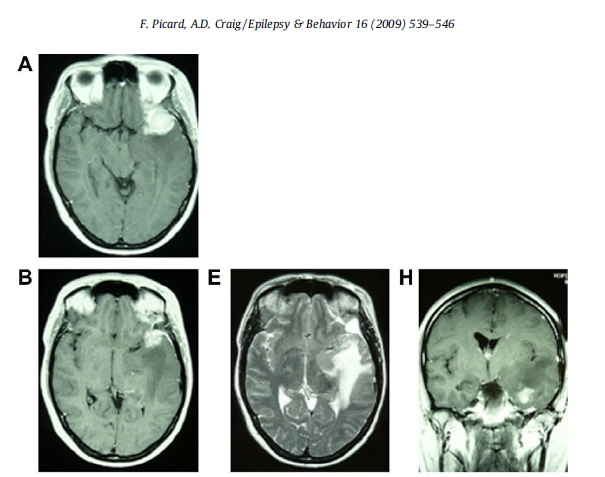 F. Picard, A.D. Craig / Epilepsy & Behavior 16 (2009) 539–546
A
B
E
H